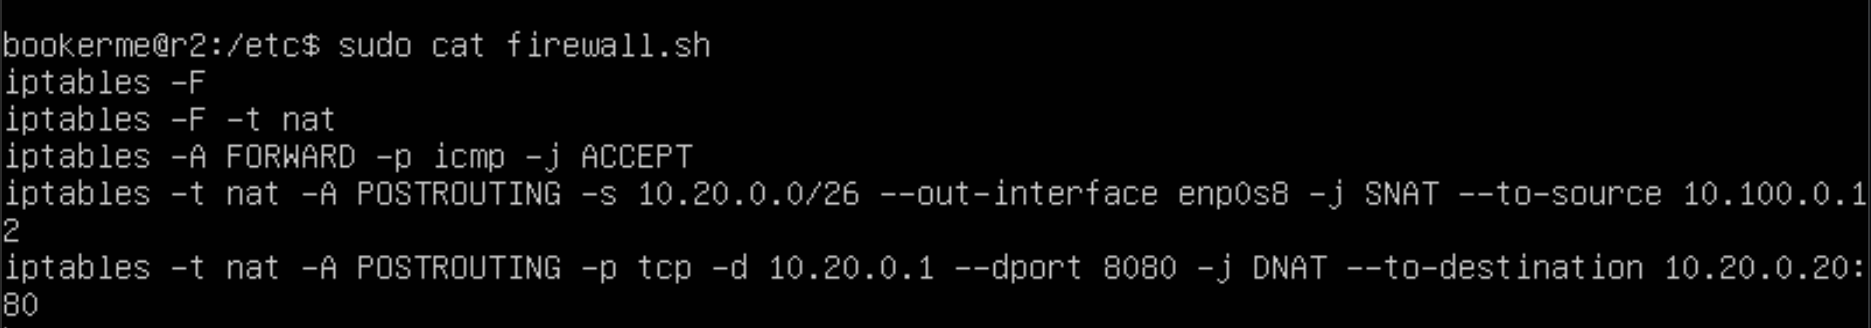 bookerme@r2:/etc$ sudo cat firewall.sh
iptables -F
iptables -F -t nat
iptables -A FORWARD -p icmp -j ACCEPT
iptables -t nat -A POSTROUTING -s 10.20.0.0/26 --out-interface enp0s8 -j SNAT --to-source 10.100.0.1
2
iptables -t nat -A POSTROUTING -p tcp -d 10.20.0.1 --dport 8080 -j DNAT --to-destination 10.20.0.20:
80